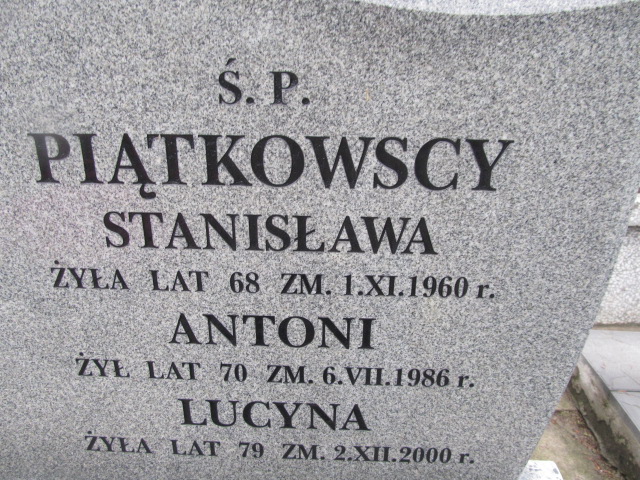 Ś. P.
PIĄTKOWSCY
STANISŁAWA
ŻYŁA LAT 68 ZM. 1.XI.1960 r.
ANTONI
ŻYŁ LAT 70 ZM. 6.VII.1986 r.
LUCYNA
ŻYŁA LAT 79 ZM. 2.XII.2000 r.